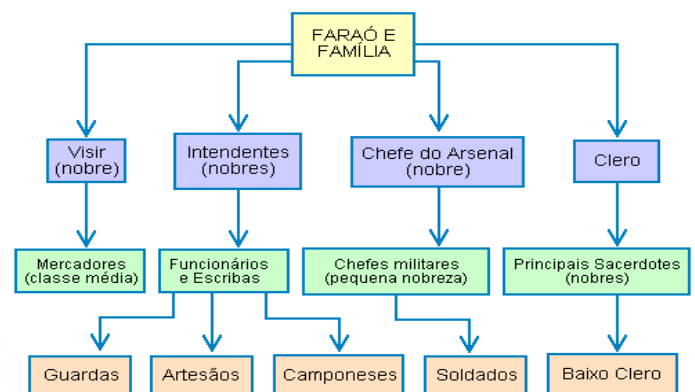 FARAÓ E
FAMÍLIA
Visir
(nobre)
Intendentes
(nobres)
Chefe do Arsenal
(nobre)
Clero
Mercadores
(classe média)
Funcionários
e Escribas
Chefes militares
(pequena nobreza)
Principais Sacerdotes
(nobres)
Guardas
Artesãos
Camponeses
Soldados
Baixo Clero